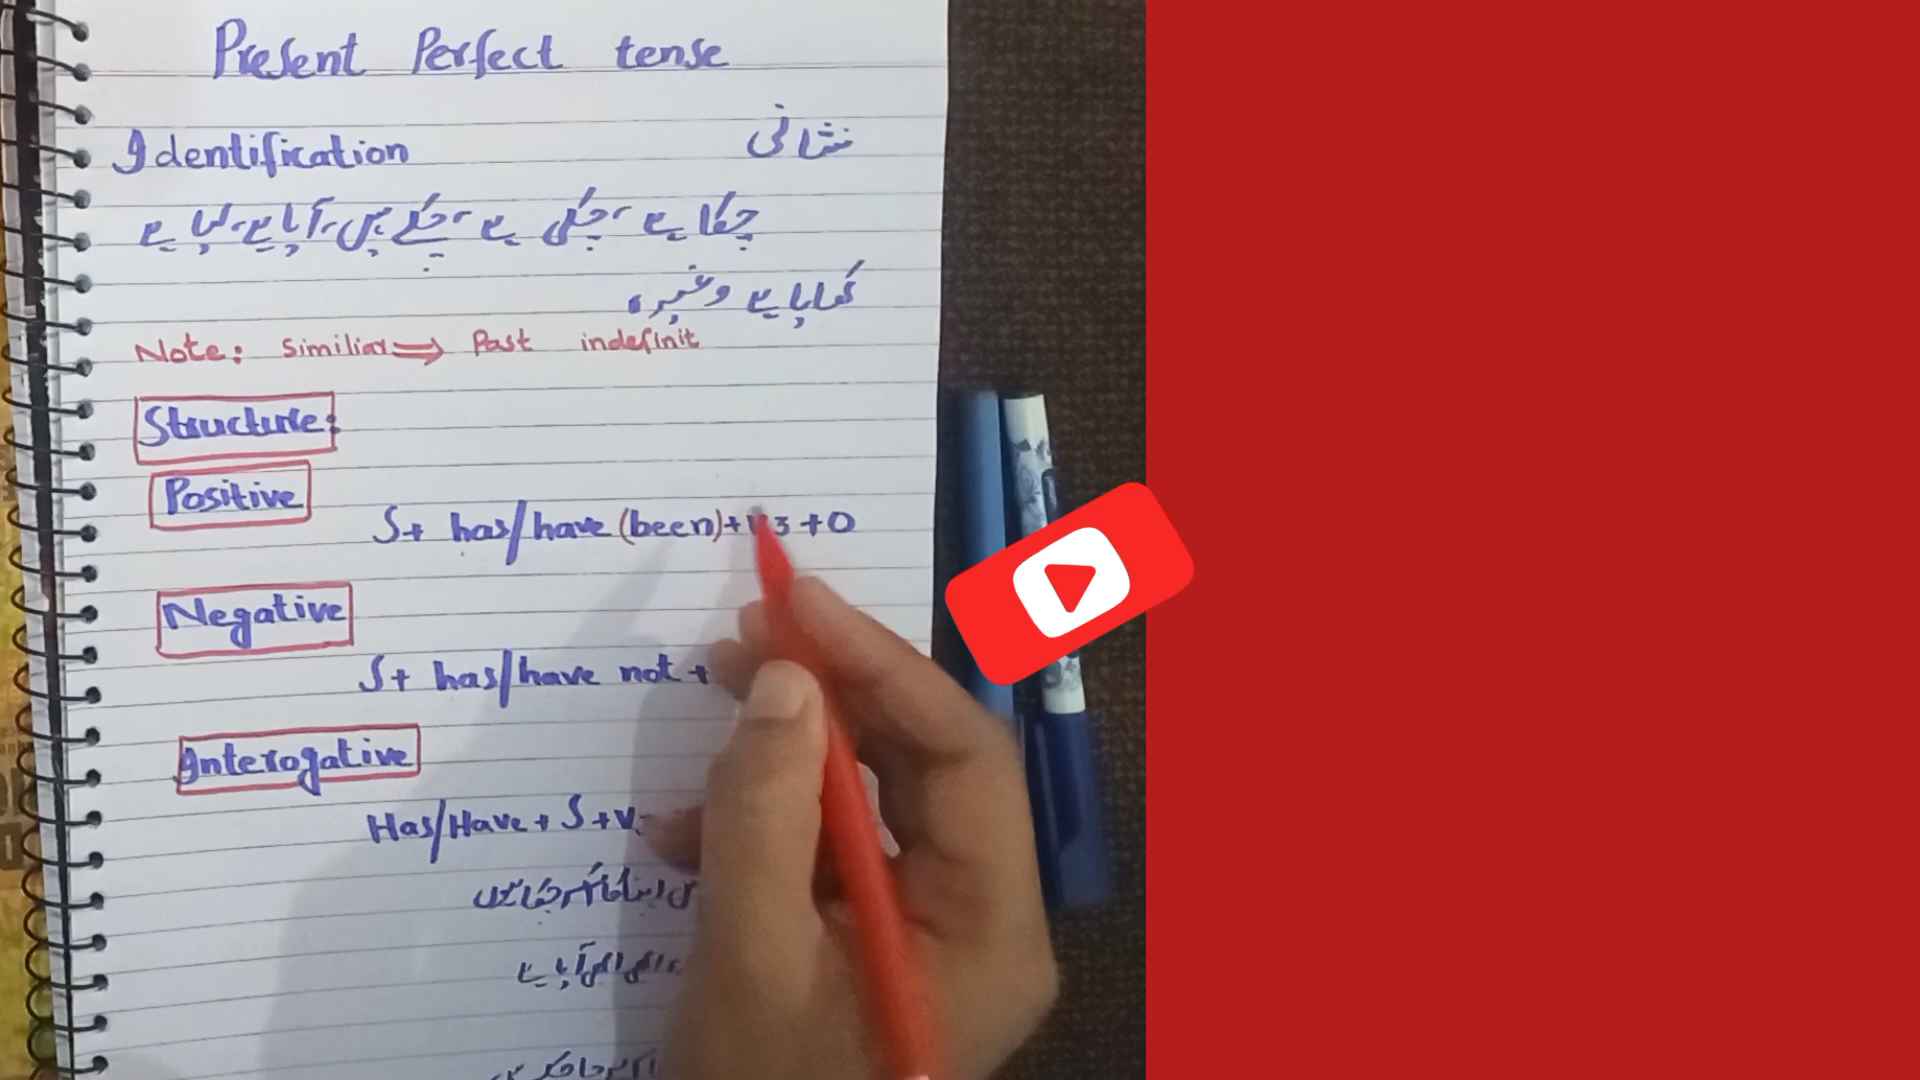 Present Perfect tense
Identification نشانی
چکا ہے، چکی ہے، چکے ہیں، آیا ہے، لیا ہے
کھایا ہے وغیرہ
Note: Similiar⇒ Past indefinit
Structure:
Positive
S+ has/have (been)+V3+O
Negative
S+ has/have not +
Interogative
Has/Have + S+V